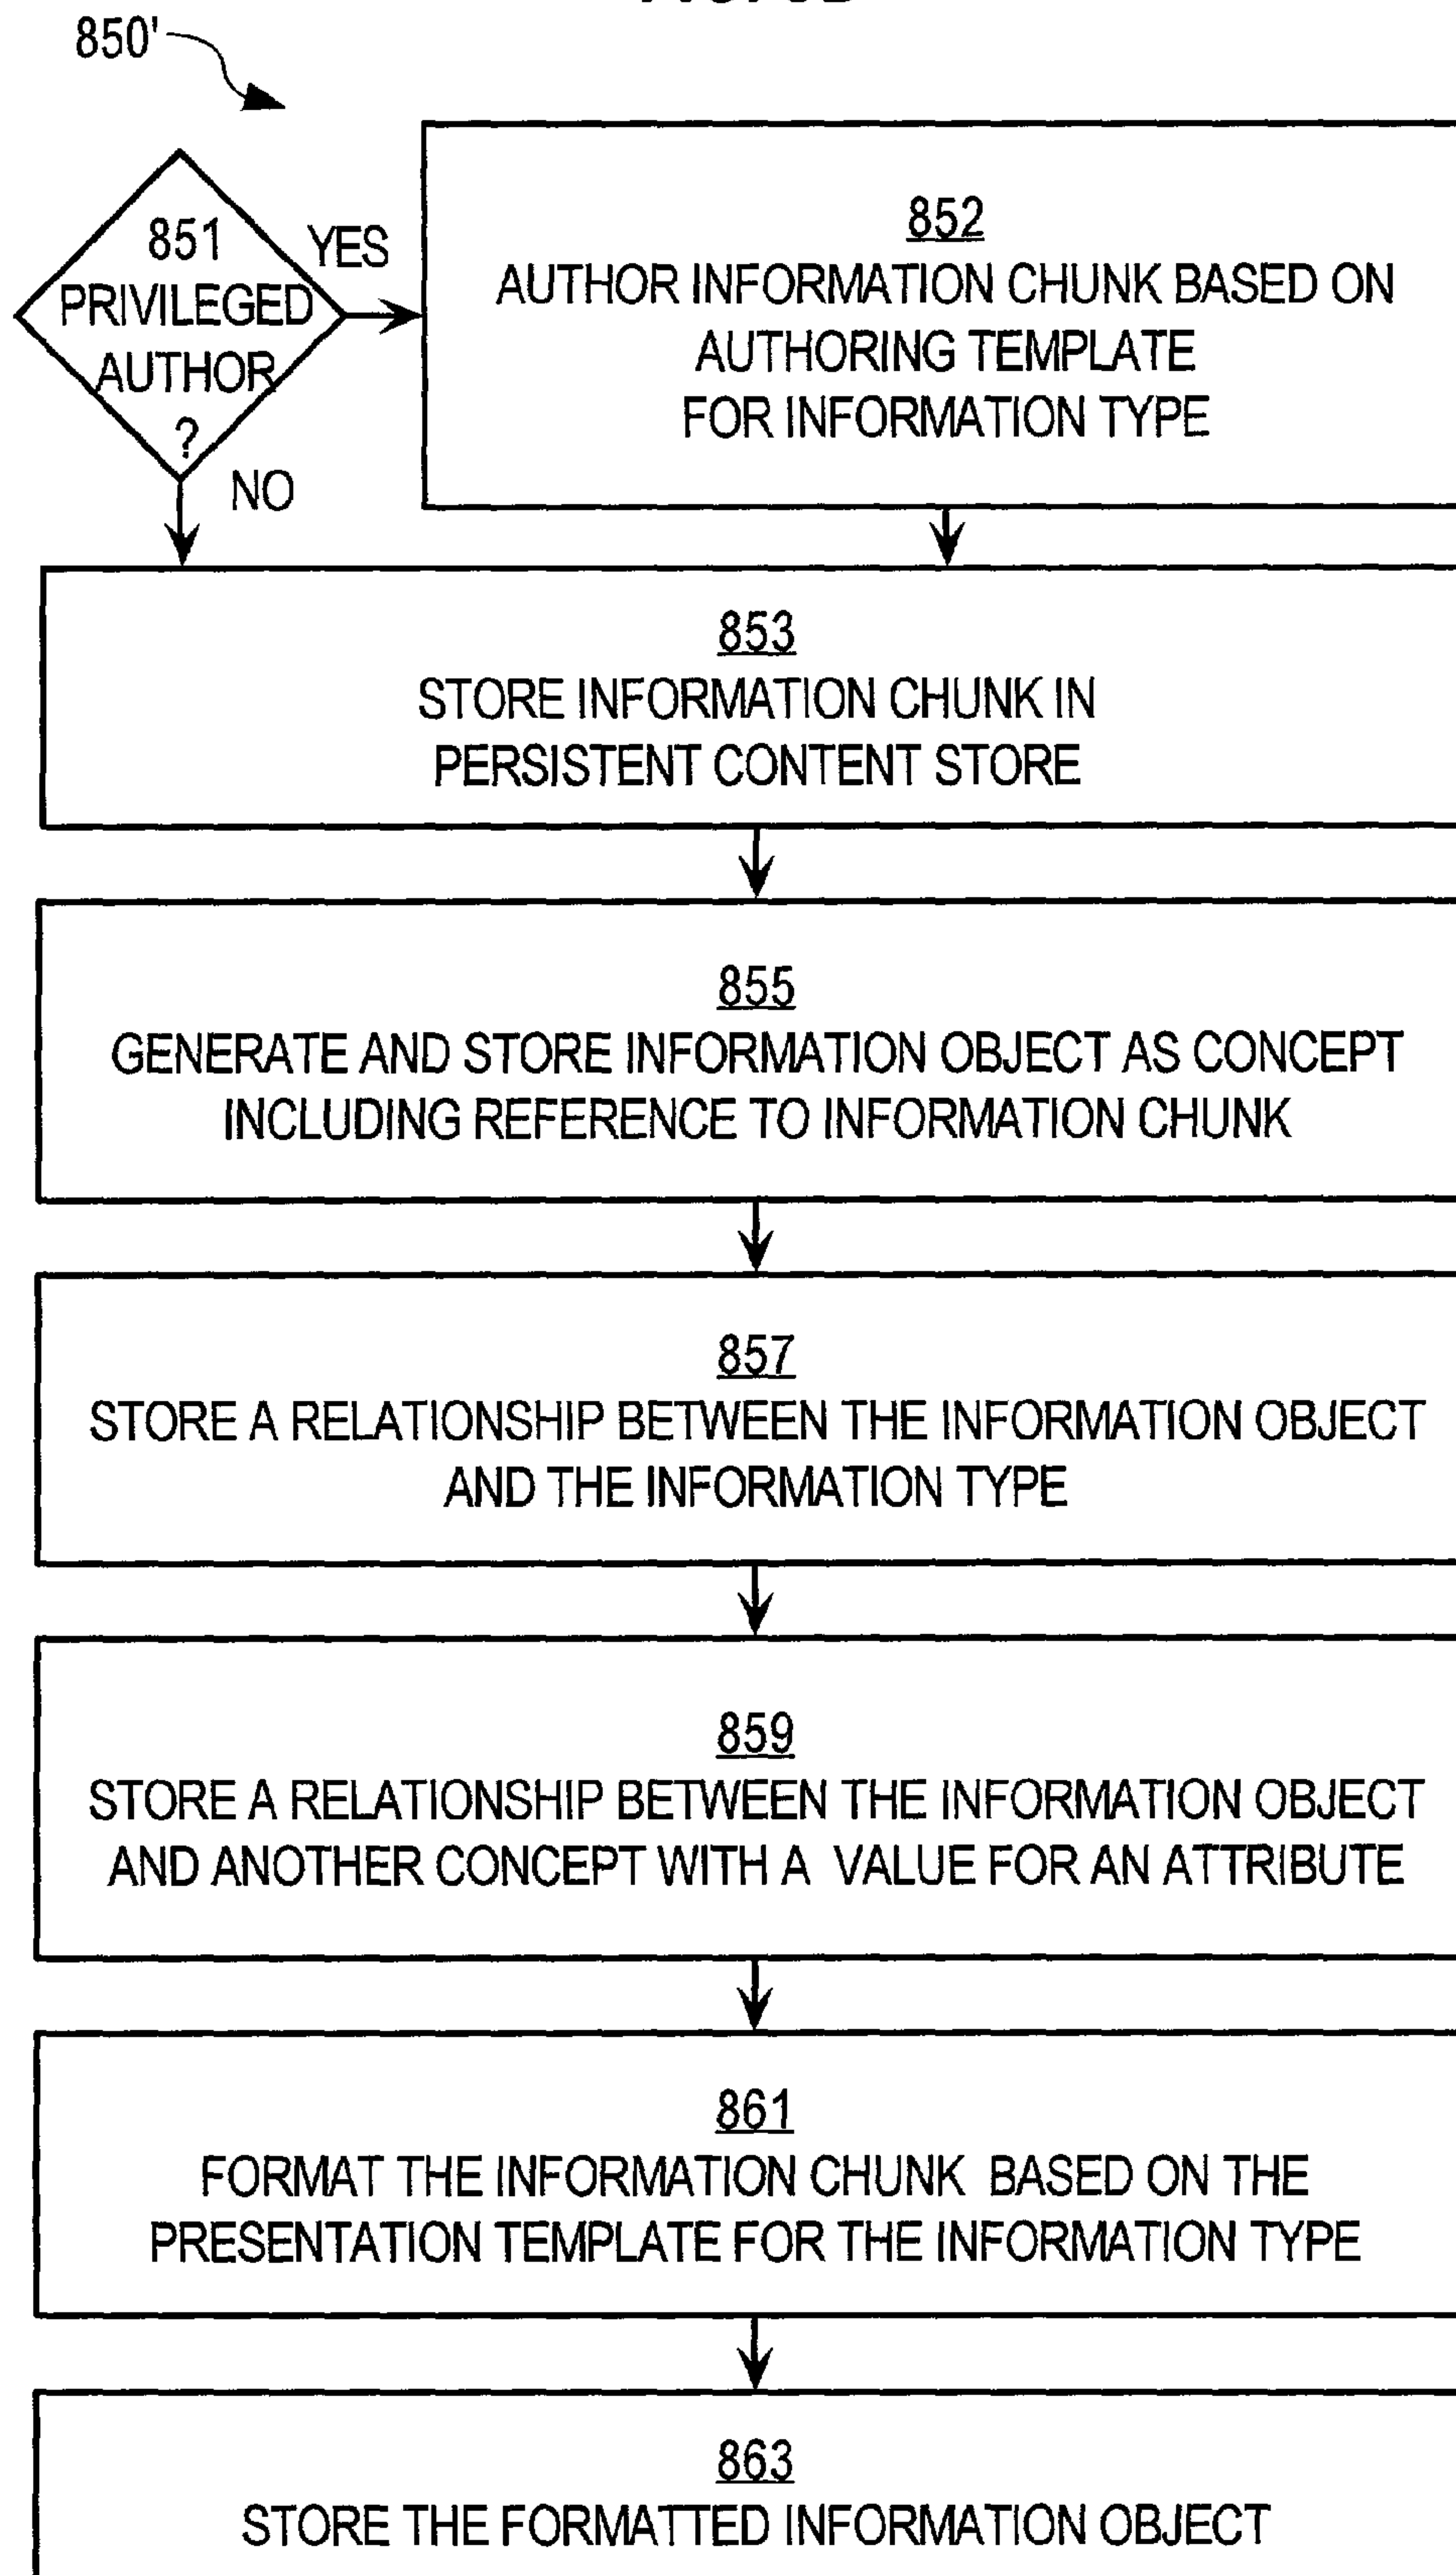 850'
851
PRIVILEGED
AUTHOR
?
YES
NO
852
AUTHOR INFORMATION CHUNK BASED ON
AUTHORING TEMPLATE
FOR INFORMATION TYPE
853
STORE INFORMATION CHUNK IN
PERSISTENT CONTENT STORE
855
GENERATE AND STORE INFORMATION OBJECT AS CONCEPT
INCLUDING REFERENCE TO INFORMATION CHUNK
857
STORE A RELATIONSHIP BETWEEN THE INFORMATION OBJECT
AND THE INFORMATION TYPE
859
STORE A RELATIONSHIP BETWEEN THE INFORMATION OBJECT
AND ANOTHER CONCEPT WITH A VALUE FOR AN ATTRIBUTE
861
FORMAT THE INFORMATION CHUNK BASED ON THE
PRESENTATION TEMPLATE FOR THE INFORMATION TYPE
863
STORE THE FORMATTED INFORMATION OBJECT